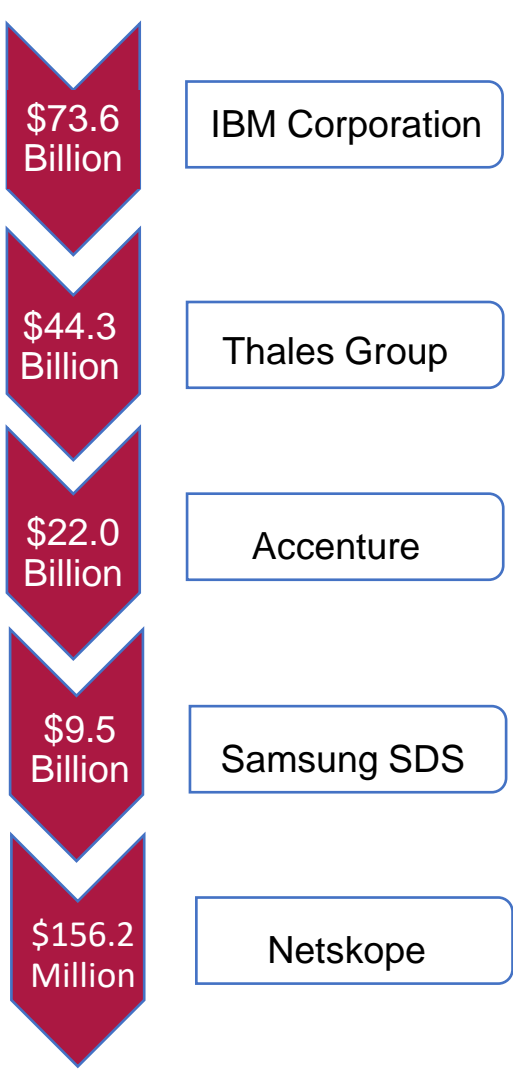 $73.6
Billion
IBM Corporation
$44.3
Billion
Thales Group
$22.0
Billion
Accenture
$9.5
Billion
Samsung SDS
$156.2
Million
Netskope